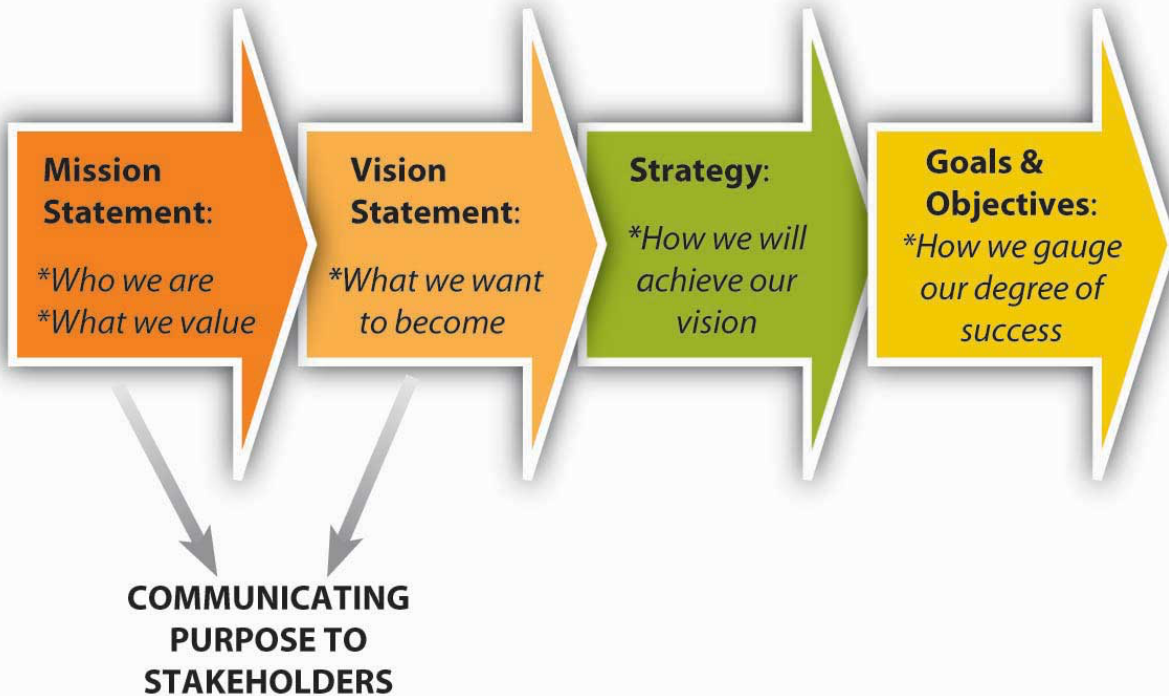 Mission
Statement:
*Who we are
*What we value
Vision
Statement:
*What we want
to become
Strategy:
*How we will
achieve our
vision
Goals &
Objectives:
*How we gauge
our degree of
success
COMMUNICATING
PURPOSE TO
STAKEHOLDERS